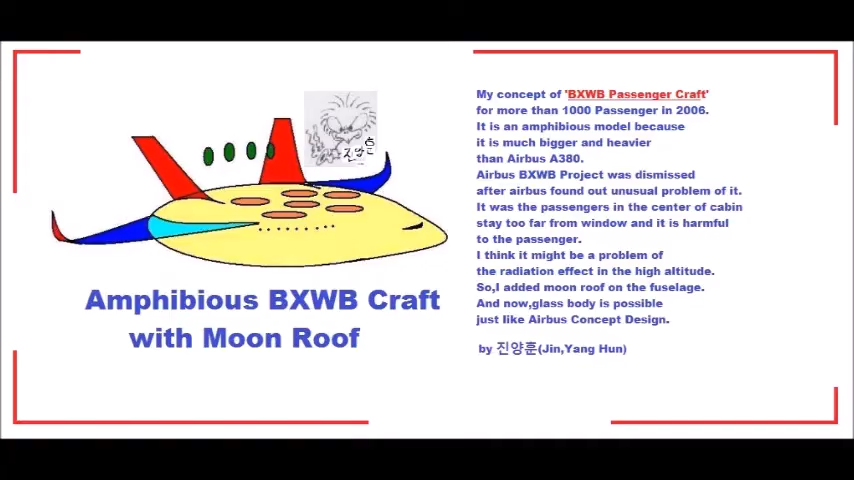 진양훈
Amphibious BXWB Craft
with Moon Roof
My concept of 'BXWB Passenger Craft'
for more than 1000 Passenger in 2006.
It is an amphibious model because
it is much bigger and heavier
than Airbus A380.
Airbus BXWB Project was dismissed
after airbus found out unusual problem of it.
It was the passengers in the center of cabin
stay too far from window and it is harmful
to the passenger.
I think it might be a problem of
the radiation effect in the high altitude.
So,I added moon roof on the fuselage.
And now,glass body is possible
just like Airbus Concept Design.
by 진양훈(Jin,Yang Hun)